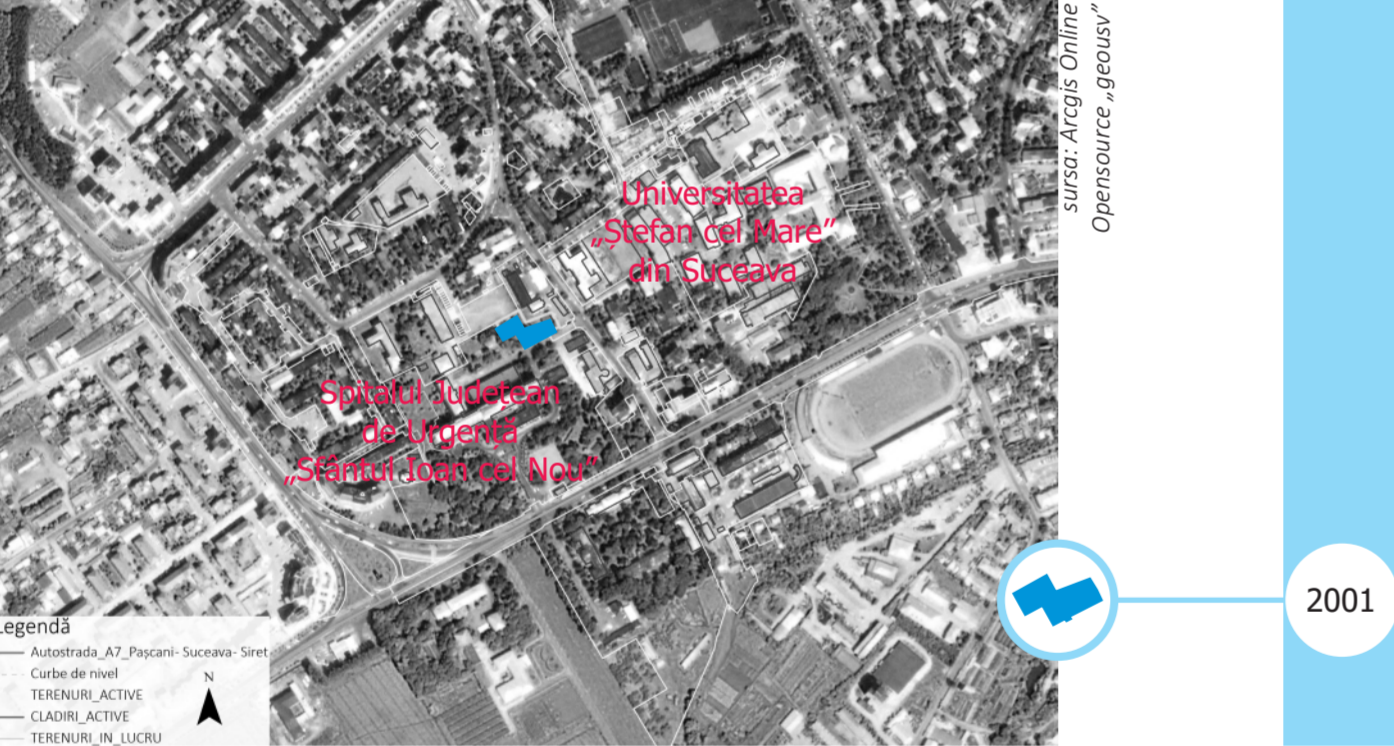 sursa: Arcgis Online
Opensource „geousv”
Universitatea
„Ștefan cel Mare”
din Suceava
Spitalul Județean
de Urgență
„Sfântul Ioan cel Nou”
2001
Legendă
Autostrada_A7_Pașcani- Suceava- Siret
Curbe de nivel
N
TERENURI_ACTIVE
CLADIRI_ACTIVE
TERENURI_IN_LUCRU